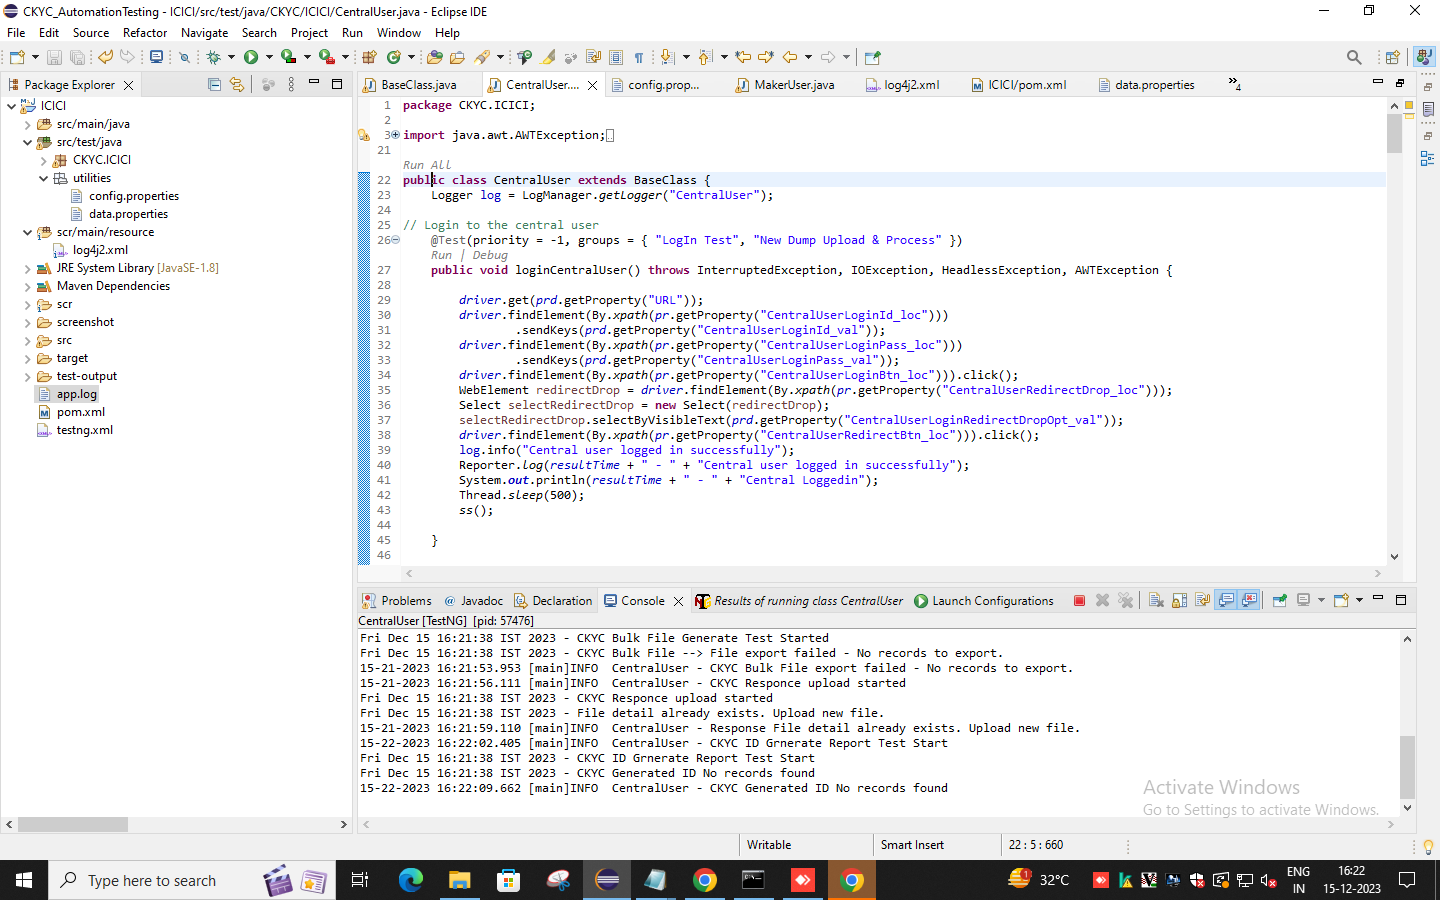 CKYC_AutomationTesting - ICICI/src/test/java/CKYC/ICICI/CentralUser.java - Eclipse IDE
File Edit Source Refactor Navigate Search Project Run Window Help
Package Explorer
ICICI
src/main/java
src/test/java
CKYC.ICICI
utilities
config.properties
data.properties
scr/main/resource
log4j2.xml
JRE System Library [JavaSE-1.8]
Maven Dependencies
scr
screenshot
src
target
test-output
app.log
pom.xml
testng.xml
BaseClass.java CentralUser.... config.prop... MakerUser.java log4j2.xml ICICI/pom.xml data.properties »4
1 package CKYC.ICICI;
2
3 import java.awt.AWTException;
21
Run All
22 public class CentralUser extends BaseClass {
23 Logger log = LogManager.getLogger("CentralUser");
24
25 // Login to the central user
26 @Test(priority = -1, groups = { "LogIn Test", "New Dump Upload & Process" })
Run | Debug
27 public void loginCentralUser() throws InterruptedException, IOException, HeadlessException, AWTException {
28
29 driver.get(prd.getProperty("URL"));
30 driver.findElement(By.xpath(pr.getProperty("CentralUserLoginId_loc")))
31 .sendKeys(prd.getProperty("CentralUserLoginId_val"));
32 driver.findElement(By.xpath(pr.getProperty("CentralUserLoginPass_loc")))
33 .sendKeys(prd.getProperty("CentralUserLoginPass_val"));
34 driver.findElement(By.xpath(pr.getProperty("CentralUserLoginBtn_loc"))).click();
35 WebElement redirectDrop = driver.findElement(By.xpath(pr.getProperty("CentralUserRedirectDrop_loc")));
36 Select selectRedirectDrop = new Select(redirectDrop);
37 selectRedirectDrop.selectByVisibleText(prd.getProperty("CentralUserLoginRedirectDropOpt_val"));
38 driver.findElement(By.xpath(pr.getProperty("CentralUserRedirectBtn_loc"))).click();
39 log.info("Central user logged in successfully");
40 Reporter.log(resultTime + " - " + "Central user logged in successfully");
41 System.out.println(resultTime + " - " + "Central Loggedin");
42 Thread.sleep(500);
43 ss();
44
45 }
46
Problems @ Javadoc Declaration Console Results of running class CentralUser Launch Configurations
CentralUser [TestNG] [pid: 57476]
Fri Dec 15 16:21:38 IST 2023 - CKYC Bulk File Generate Test Started
Fri Dec 15 16:21:38 IST 2023 - CKYC Bulk File --> File export failed - No records to export.
15-21-2023 16:21:53.953 [main]INFO  CentralUser - CKYC Bulk File export failed - No records to export.
15-21-2023 16:21:56.111 [main]INFO  CentralUser - CKYC Responce upload started
Fri Dec 15 16:21:38 IST 2023 - CKYC Responce upload started
Fri Dec 15 16:21:38 IST 2023 - File detail already exists. Upload new file.
15-21-2023 16:21:59.110 [main]INFO  CentralUser - Response File detail already exists. Upload new file.
15-22-2023 16:22:02.405 [main]INFO  CentralUser - CKYC ID Grnerate Report Test Start
Fri Dec 15 16:21:38 IST 2023 - CKYC ID Grnerate Report Test Start
Fri Dec 15 16:21:38 IST 2023 - CKYC Generated ID No records found
15-22-2023 16:22:09.662 [main]INFO  CentralUser - CKYC Generated ID No records found
Activate Windows
Go to Settings to activate Windows.
Writable Smart Insert 22 : 5 : 660
Type here to search
32°C
ENG
IN
16:22
15-12-2023